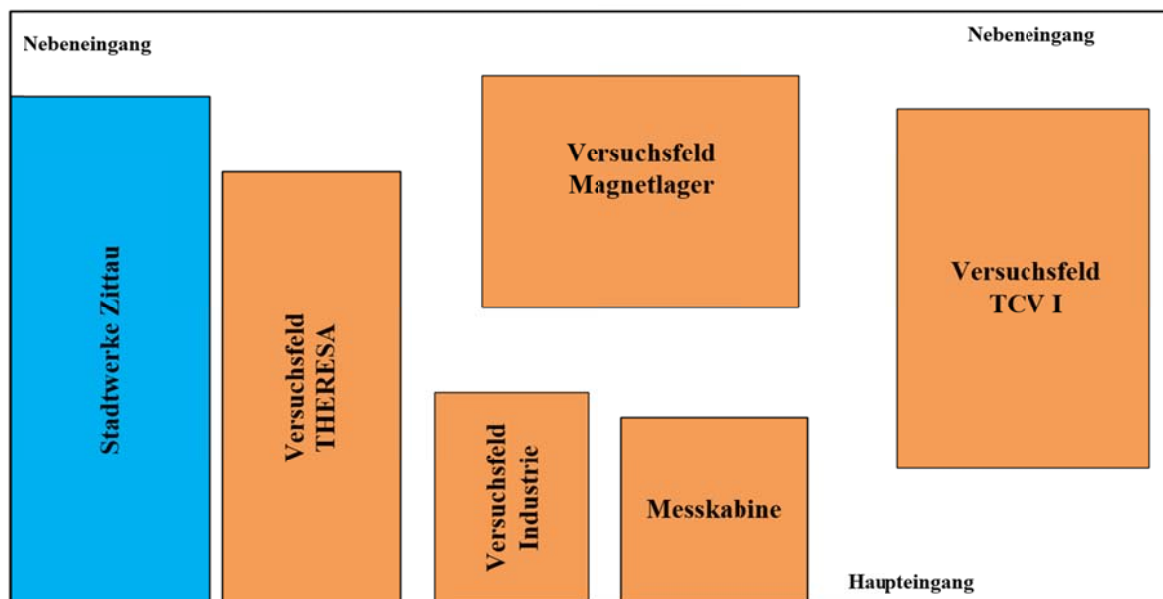 Nebeneingang
Nebeneingang
Stadtwerke Zittau
Versuchsfeld
THERESA
Versuchsfeld
Magnetlager
Versuchsfeld
TCV I
Versuchsfeld
Industrie
Messkabine
Haupteingang